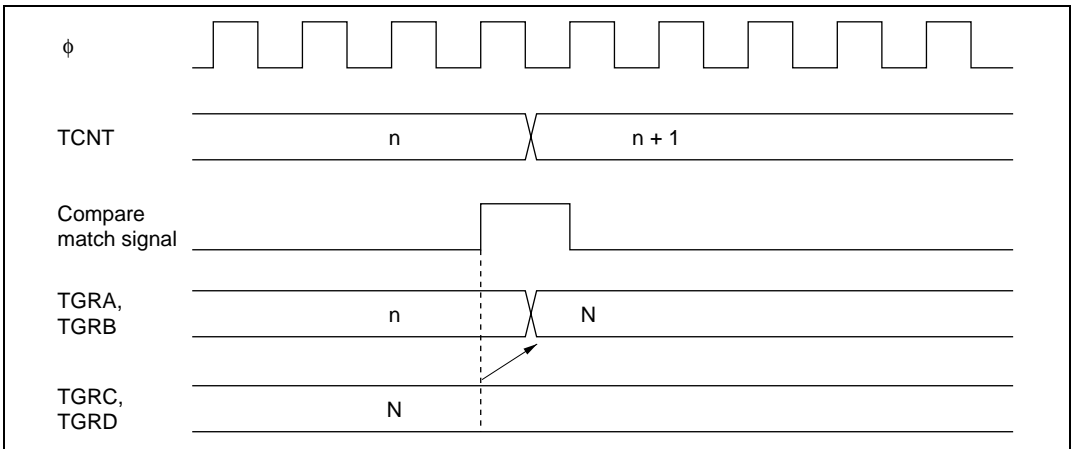 ϕ
TCNT
n
n + 1
Compare
match signal
TGRA,
TGRB
n
N
TGRC,
TGRD
N